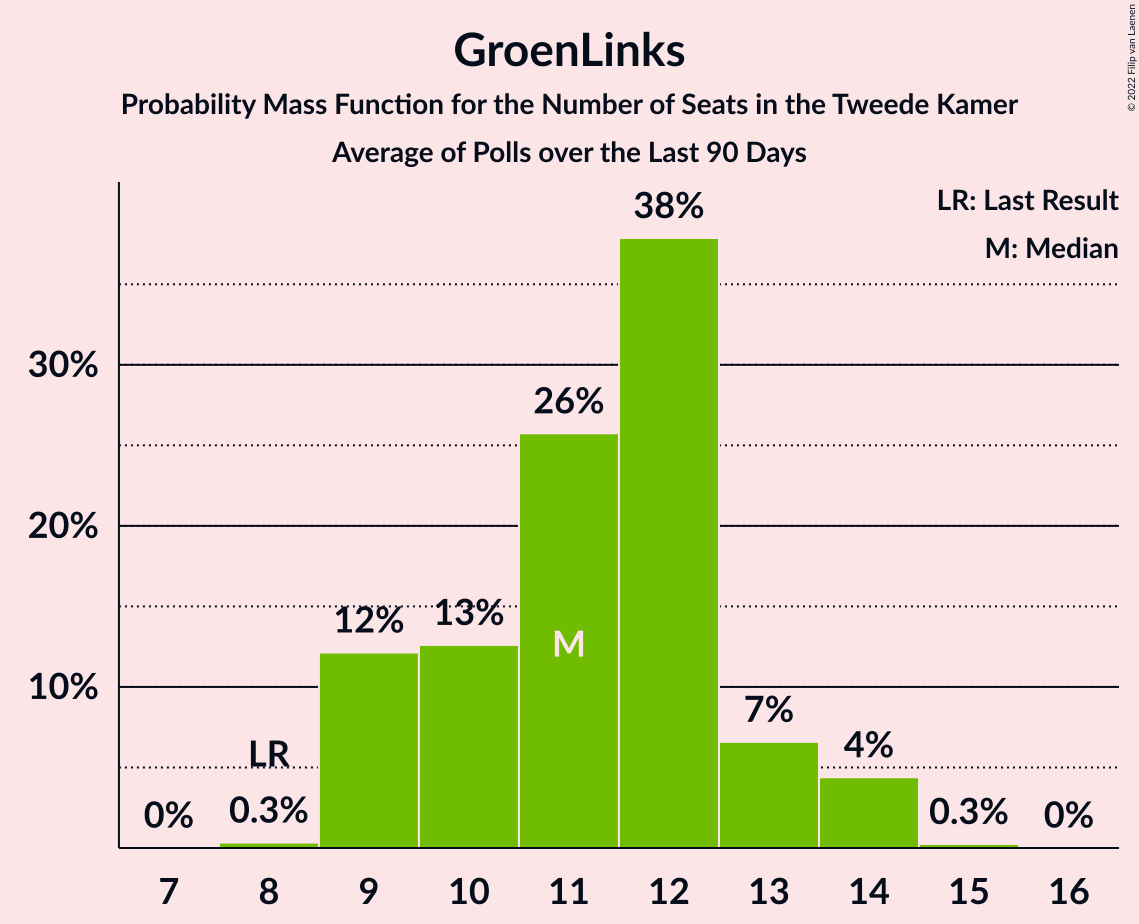 GroenLinks
Probability Mass Function for the Number of Seats in the Tweede Kamer
Average of Polls over the Last 90 Days
© 2022 Filip van Laenen
LR: Last Result
M: Median
38%
30%
26%
20%
12%
13%
M
10%
7%
4%
LR
0%
0.3%
0.3%
0%
7 8 9 10 11 12 13 14 15 16